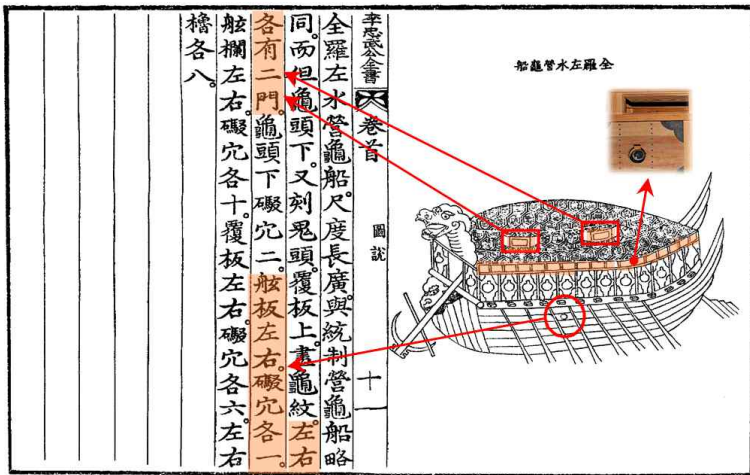 全羅左水營龜船
李忠武公全書
卷首
圖說
十一
全羅左水營龜船尺度長廣與統制營龜船略
同。而但龜頭下。又刻鬼頭。覆板上。畫龜紋。左右
各有二門。龜頭下礟穴二。舷板左右。礟穴各一。
舷欄左右。礟穴各十。覆板左右。礟穴各六。左右
櫓各八。